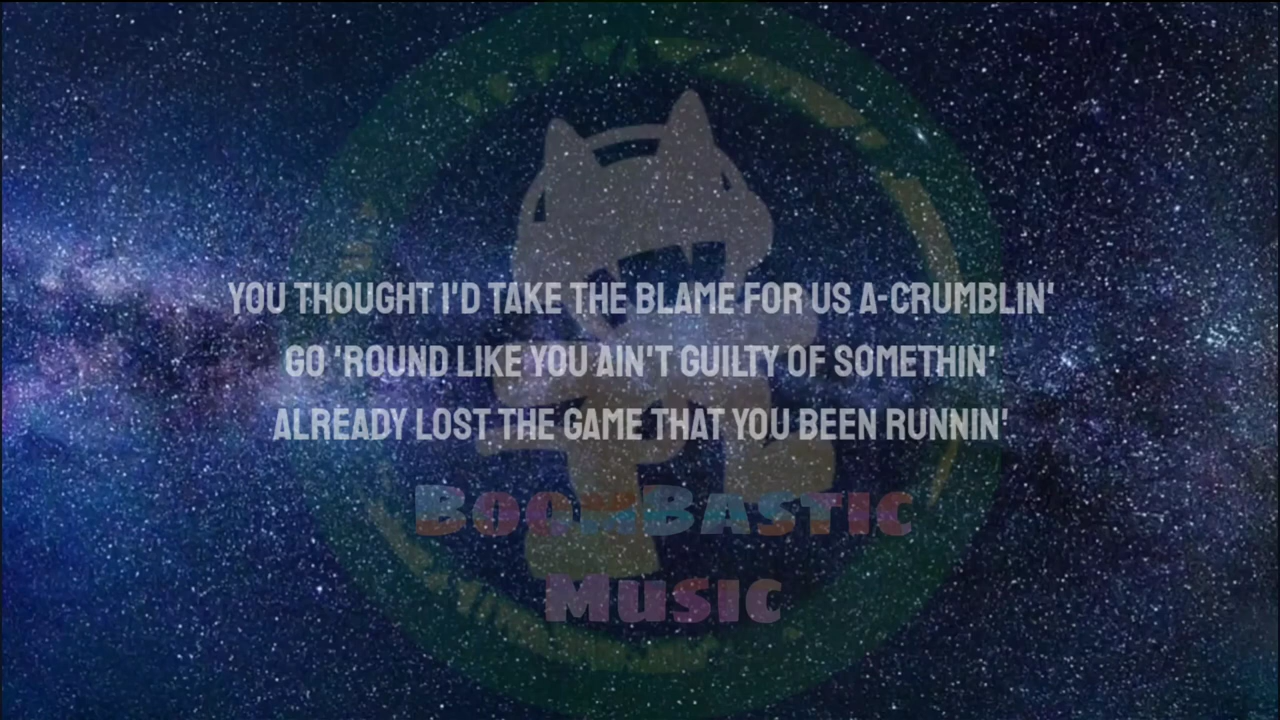 YOU THOUGHT I'D TAKE THE BLAME FOR US A-CRUMBLIN'
GO 'ROUND LIKE YOU AIN'T GUILTY OF SOMETHIN'
ALREADY LOST THE GAME THAT YOU BEEN RUNNIN'
BOOMBASTIC
MUSIC